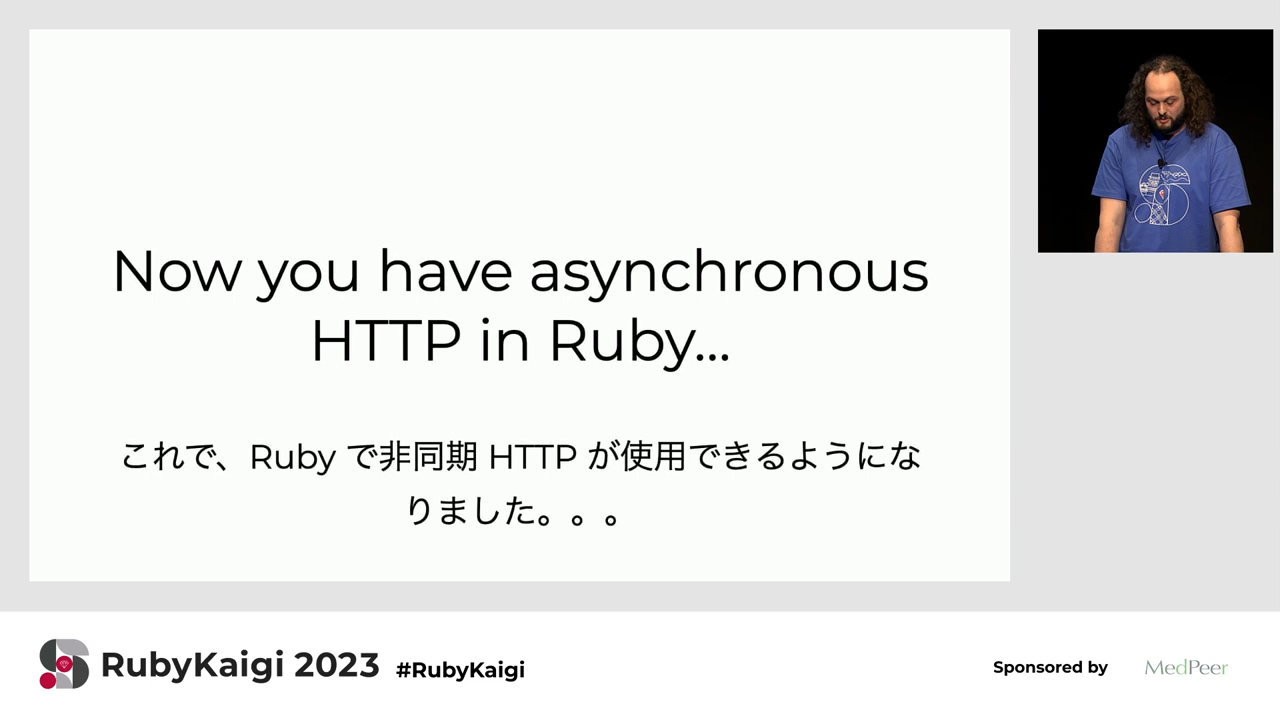 Now you have asynchronous
HTTP in Ruby...
これで、Ruby で非同期 HTTP が使用できるようにな
りました。。。
RubyKaigi 2023 #RubyKaigi
Sponsored by MedPeer